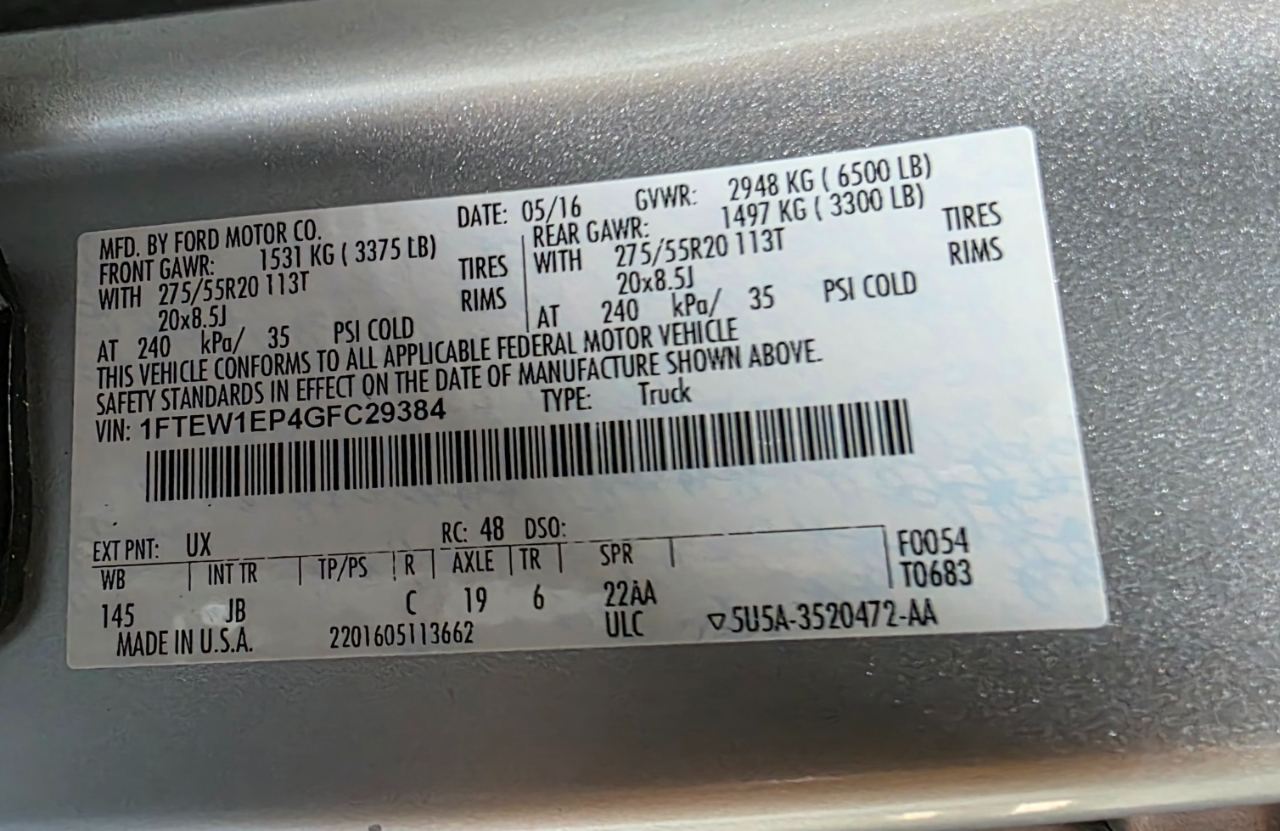 MFD. BY FORD MOTOR CO. DATE: 05/16 GVWR: 2948 KG ( 6500 LB)
FRONT GAWR: 1531 KG ( 3375 LB) REAR GAWR: 1497 KG ( 3300 LB)
WITH 275/55R20 113T TIRES WITH 275/55R20 113T TIRES
20x8.5J RIMS 20x8.5J RIMS
AT 240 kPa/ 35 PSI COLD AT 240 kPa/ 35 PSI COLD
THIS VEHICLE CONFORMS TO ALL APPLICABLE FEDERAL MOTOR VEHICLE
SAFETY STANDARDS IN EFFECT ON THE DATE OF MANUFACTURE SHOWN ABOVE.
VIN: 1FTEW1EP4GFC29384 TYPE: Truck
EXT PNT: UX RC: 48 DSO:
WB INT TR TP/PS R AXLE TR SPR F0054
145 JB C 19 6 22AA T0683
MADE IN U.S.A. 2201605113662 ULC ▽5U5A-3520472-AA